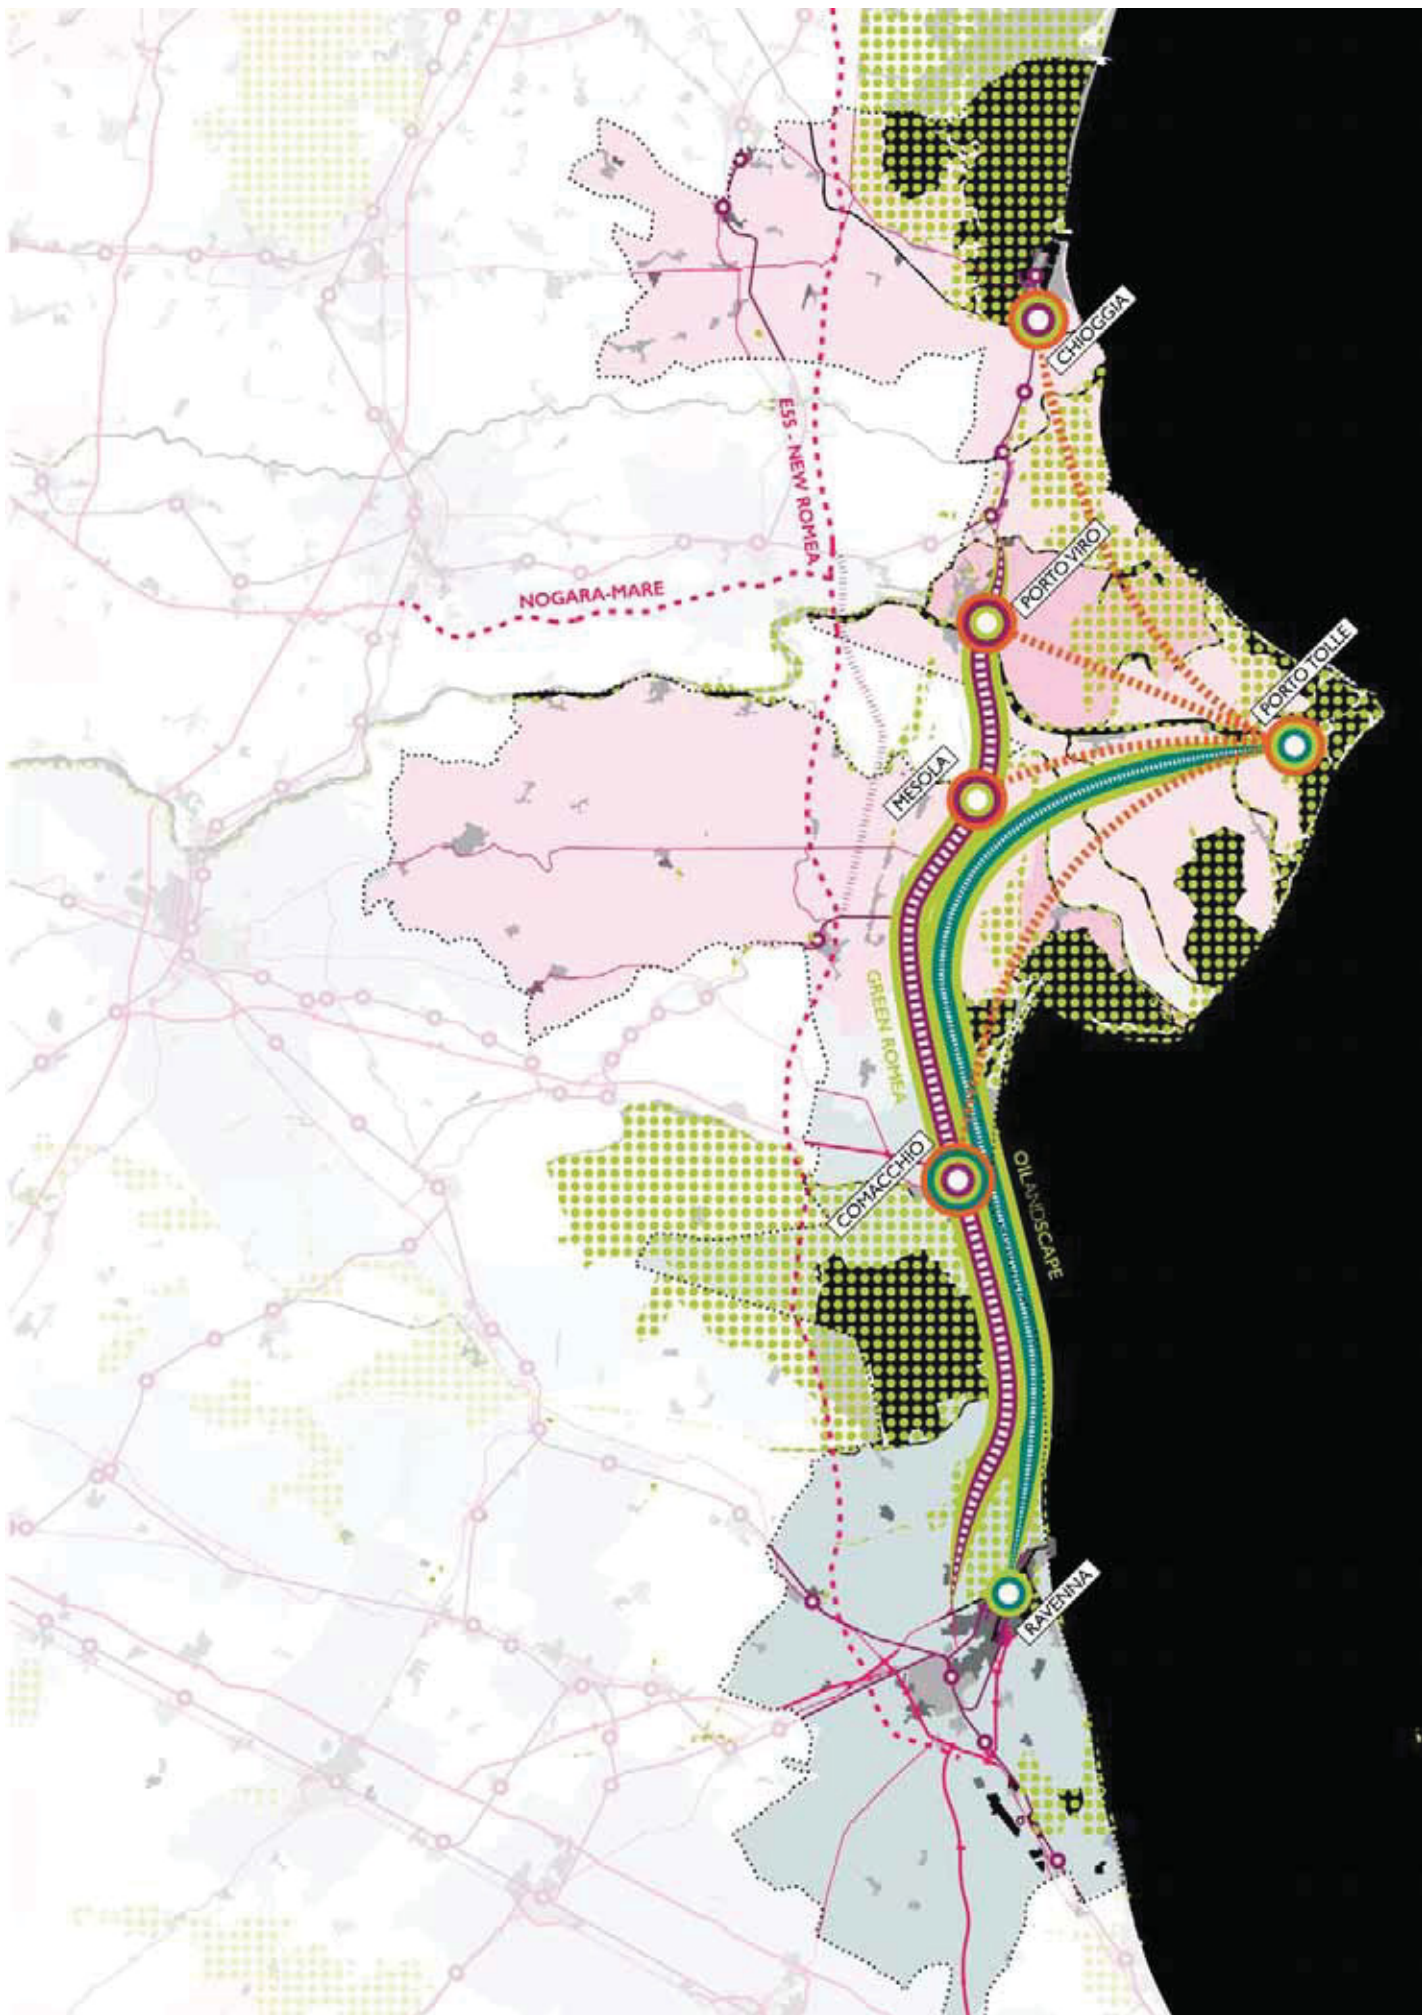 CHIOGGIA
E55 - NEW ROMEA
PORTO VIRO
NOGARA-MARE
PORTO TOLLE
MESOLA
GREEN ROMEA
COMACCHIO
OILANDSCAPE
RAVENNA